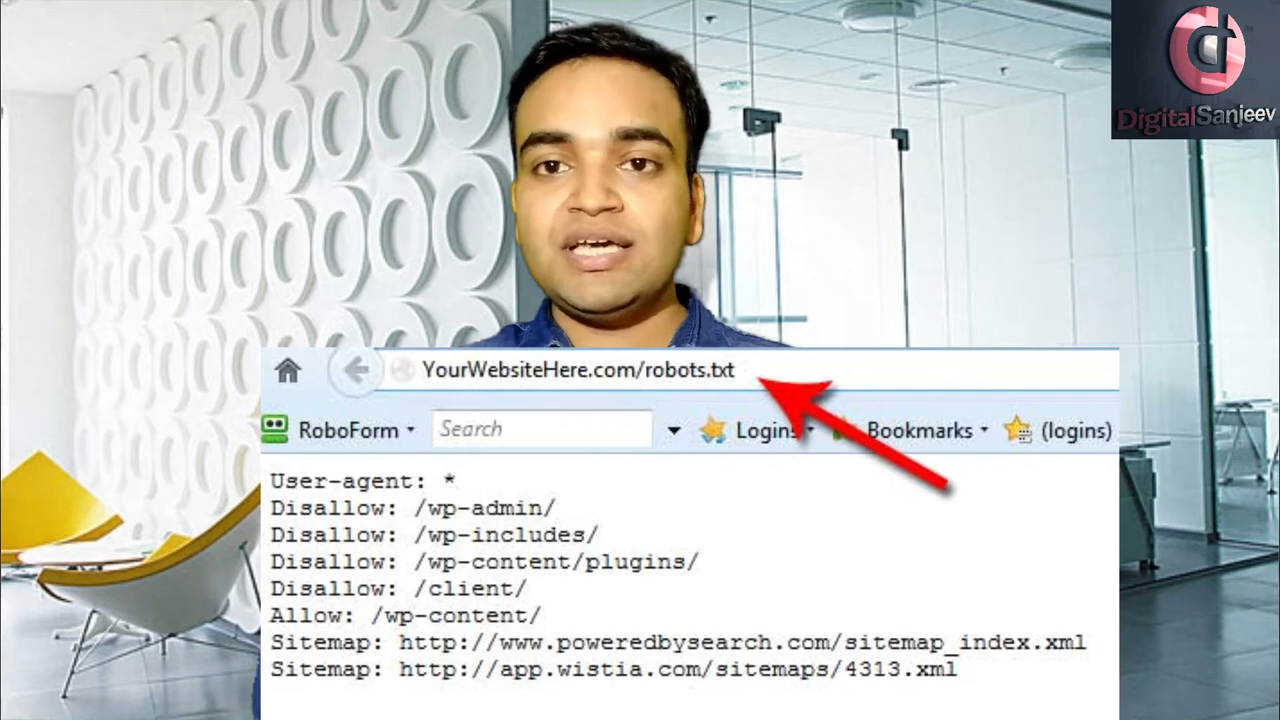 DigitalSanjeev
YourWebsiteHere.com/robots.txt
RoboForm Search Logins Bookmarks (logins)
User-agent: *
Disallow: /wp-admin/
Disallow: /wp-includes/
Disallow: /wp-content/plugins/
Disallow: /client/
Allow: /wp-content/
Sitemap: http://www.poweredbysearch.com/sitemap_index.xml
Sitemap: http://app.wistia.com/sitemaps/4313.xml